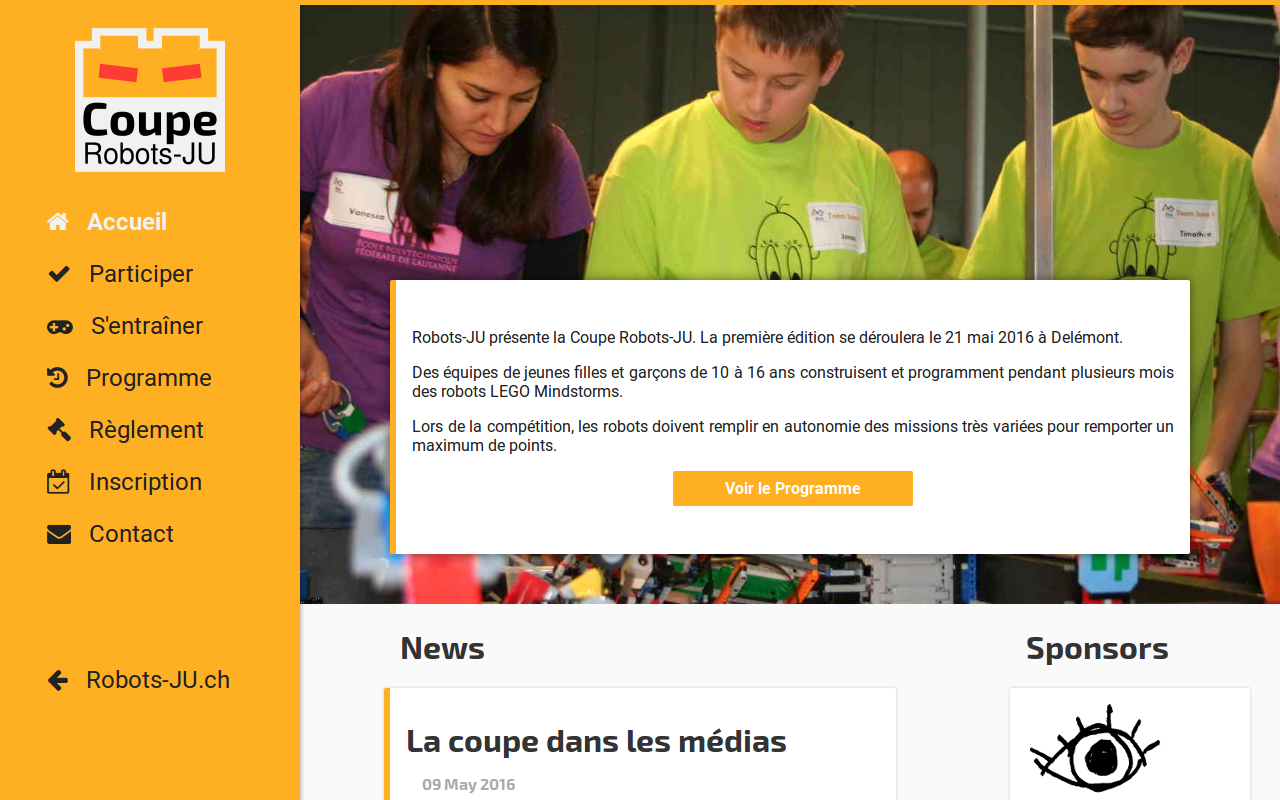 Coupe
Robots-JU
Accueil
Participer
S'entraîner
Programme
Règlement
Inscription
Contact
Robots-JU.ch
Vanessa
ÉCOLE POLYTECHNIQUE
FÉDÉRALE DE LAUSANNE
Team Jura 1
Jonas
Team Jura 1
Timothée
Robots-JU présente la Coupe Robots-JU. La première édition se déroulera le 21 mai 2016 à Delémont.
Des équipes de jeunes filles et garçons de 10 à 16 ans construisent et programment pendant plusieurs mois
des robots LEGO Mindstorms.
Lors de la compétition, les robots doivent remplir en autonomie des missions très variées pour remporter un
maximum de points.
Voir le Programme
News
La coupe dans les médias
09 May 2016
Sponsors